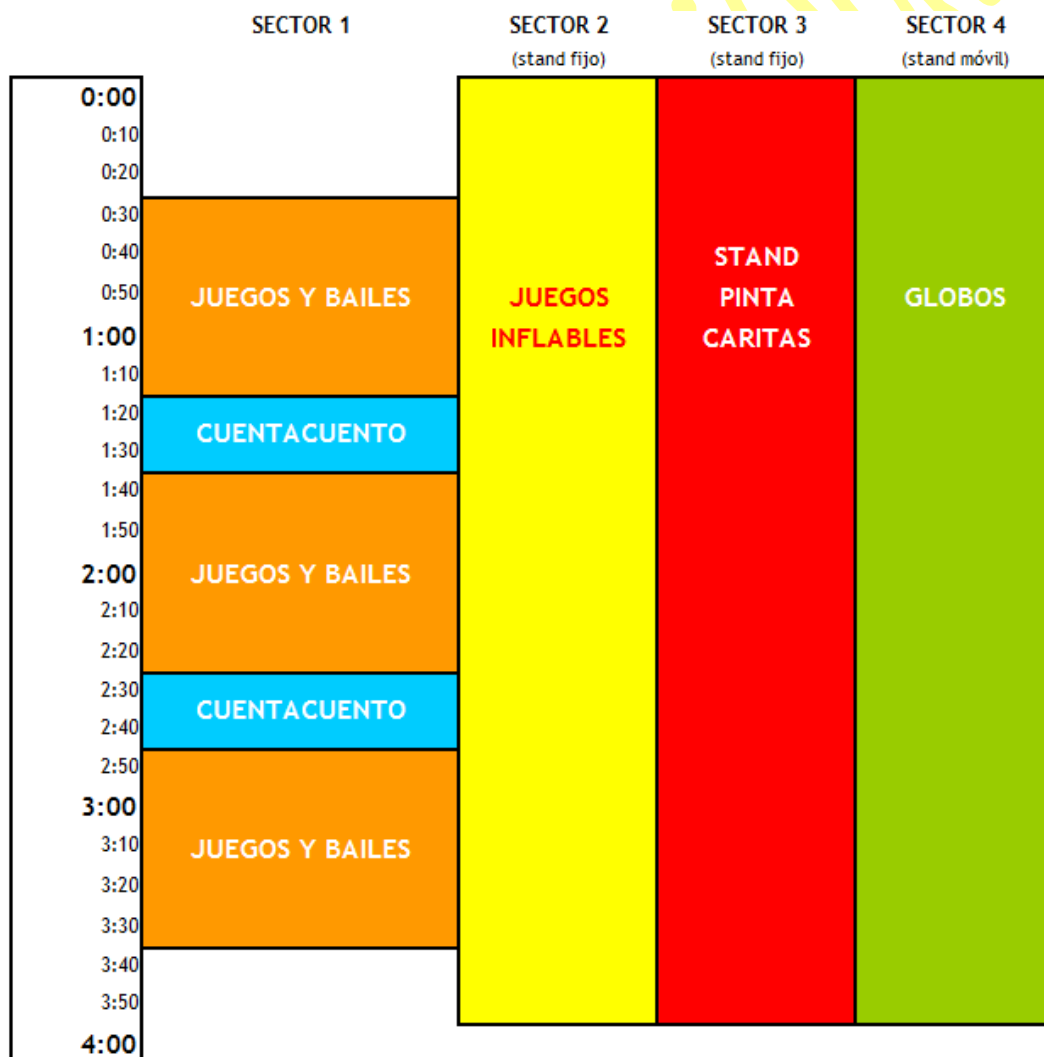 SECTOR 1 SECTOR 2 SECTOR 3 SECTOR 4
(stand fijo) (stand fijo) (stand móvil)
0:00
0:10
0:20
0:30
0:40 STAND
0:50 JUEGOS Y BAILES JUEGOS PINTA GLOBOS
1:00 INFLABLES CARITAS
1:10
1:20
CUENTACUENTO
1:30
1:40
1:50
2:00 JUEGOS Y BAILES
2:10
2:20
2:30
CUENTACUENTO
2:40
2:50
3:00
3:10 JUEGOS Y BAILES
3:20
3:30
3:40
3:50
4:00